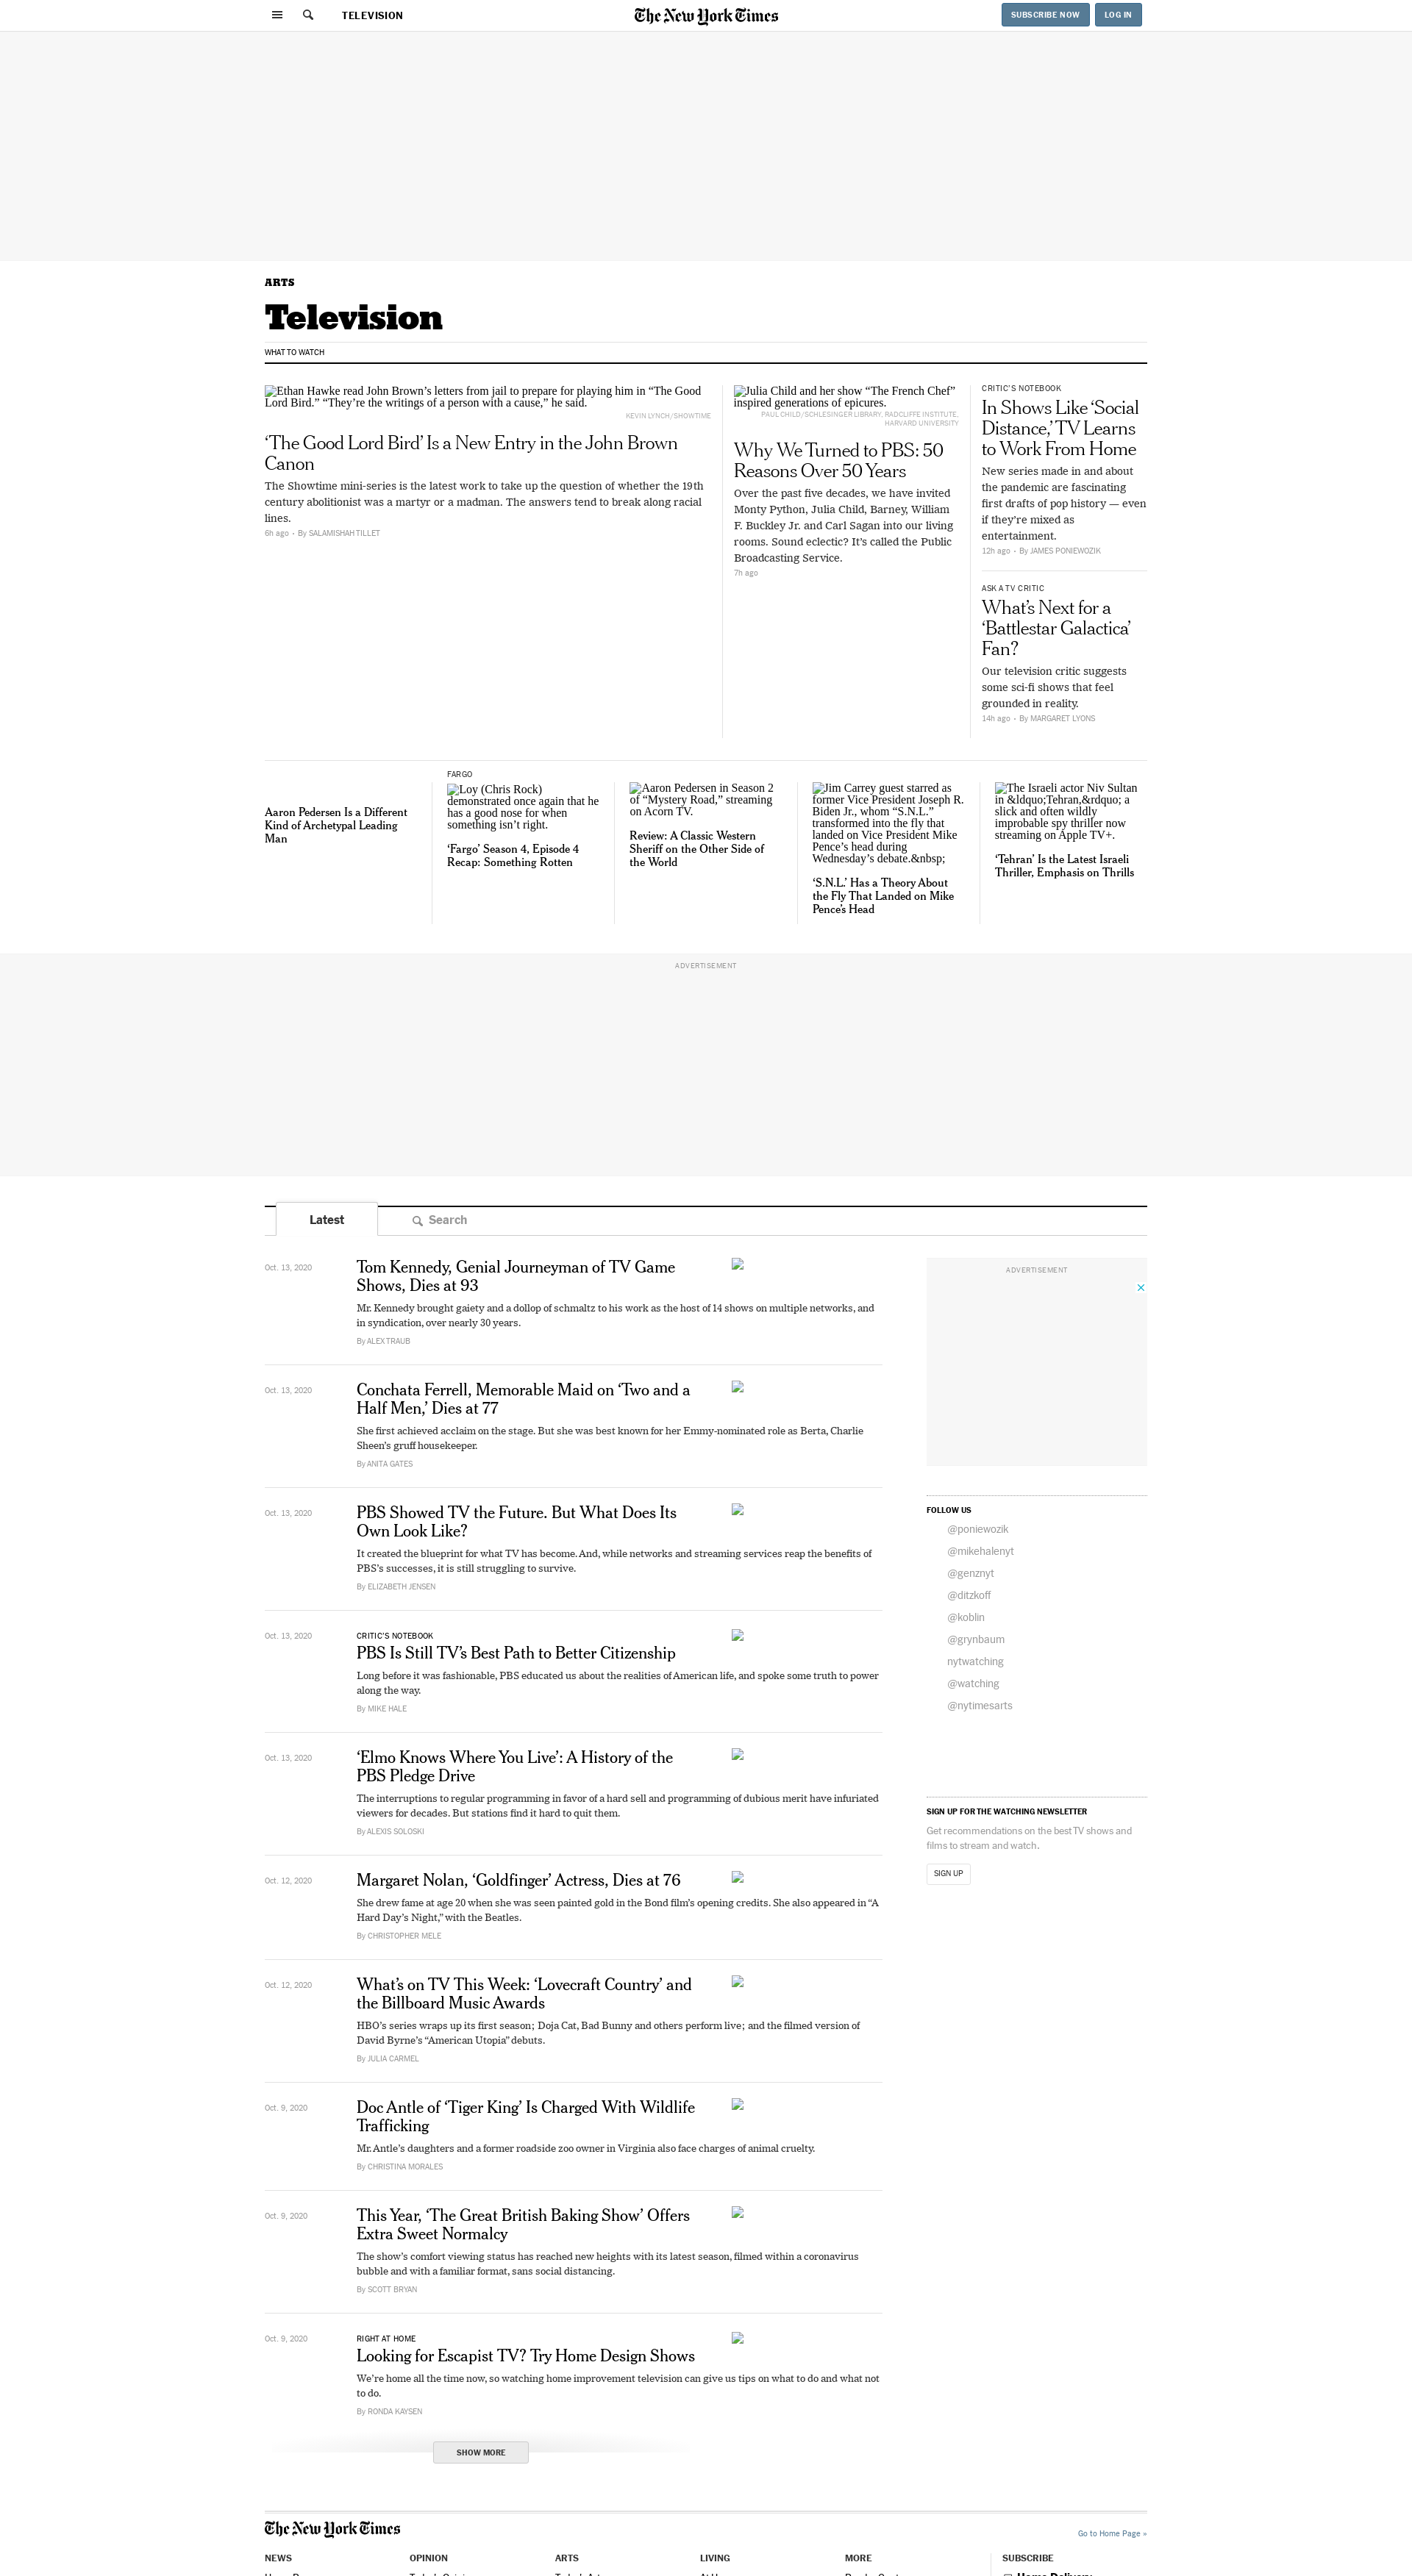 TELEVISION
The New York Times
SUBSCRIBE NOW
LOG IN
ARTS
Television
WHAT TO WATCH
Ethan Hawke read John Brown’s letters from jail to prepare for playing him in “The Good
Lord Bird.” “They’re the writings of a person with a cause,” he said.
KEVIN LYNCH/SHOWTIME
‘The Good Lord Bird’ Is a New Entry in the John Brown
Canon
The Showtime mini-series is the latest work to take up the question of whether the 19th
century abolitionist was a martyr or a madman. The answers tend to break along racial
lines.
6h ago • By SALAMISHAH TILLET
Julia Child and her show “The French Chef”
inspired generations of epicures.
PAUL CHILD/SCHLESINGER LIBRARY, RADCLIFFE INSTITUTE,
HARVARD UNIVERSITY
Why We Turned to PBS: 50
Reasons Over 50 Years
Over the past five decades, we have invited
Monty Python, Julia Child, Barney, William
F. Buckley Jr. and Carl Sagan into our living
rooms. Sound eclectic? It’s called the Public
Broadcasting Service.
7h ago
CRITIC’S NOTEBOOK
In Shows Like ‘Social
Distance,’ TV Learns
to Work From Home
New series made in and about
the pandemic are fascinating
first drafts of pop history — even
if they’re mixed as
entertainment.
12h ago • By JAMES PONIEWOZIK
ASK A TV CRITIC
What’s Next for a
‘Battlestar Galactica’
Fan?
Our television critic suggests
some sci-fi shows that feel
grounded in reality.
14h ago • By MARGARET LYONS
Aaron Pedersen Is a Different
Kind of Archetypal Leading
Man
FARGO
Loy (Chris Rock)
demonstrated once again that he
has a good nose for when
something isn’t right.
‘Fargo’ Season 4, Episode 4
Recap: Something Rotten
Aaron Pedersen in Season 2
of “Mystery Road,” streaming
on Acorn TV.
Review: A Classic Western
Sheriff on the Other Side of
the World
Jim Carrey guest starred as
former Vice President Joseph R.
Biden Jr., whom “S.N.L.”
transformed into the fly that
landed on Vice President Mike
Pence’s head during
Wednesday’s debate.&nbsp;
‘S.N.L.’ Has a Theory About
the Fly That Landed on Mike
Pence’s Head
The Israeli actor Niv Sultan
in &ldquo;Tehran,&rdquo; a
slick and often wildly
improbable spy thriller now
streaming on Apple TV+.
‘Tehran’ Is the Latest Israeli
Thriller, Emphasis on Thrills
ADVERTISEMENT
Latest
Search
Oct. 13, 2020
Tom Kennedy, Genial Journeyman of TV Game
Shows, Dies at 93
Mr. Kennedy brought gaiety and a dollop of schmaltz to his work as the host of 14 shows on multiple networks, and
in syndication, over nearly 30 years.
By ALEX TRAUB
Oct. 13, 2020
Conchata Ferrell, Memorable Maid on ‘Two and a
Half Men,’ Dies at 77
She first achieved acclaim on the stage. But she was best known for her Emmy-nominated role as Berta, Charlie
Sheen’s gruff housekeeper.
By ANITA GATES
Oct. 13, 2020
PBS Showed TV the Future. But What Does Its
Own Look Like?
It created the blueprint for what TV has become. And, while networks and streaming services reap the benefits of
PBS’s successes, it is still struggling to survive.
By ELIZABETH JENSEN
Oct. 13, 2020
CRITIC’S NOTEBOOK
PBS Is Still TV’s Best Path to Better Citizenship
Long before it was fashionable, PBS educated us about the realities of American life, and spoke some truth to power
along the way.
By MIKE HALE
Oct. 13, 2020
‘Elmo Knows Where You Live’: A History of the
PBS Pledge Drive
The interruptions to regular programming in favor of a hard sell and programming of dubious merit have infuriated
viewers for decades. But stations find it hard to quit them.
By ALEXIS SOLOSKI
Oct. 12, 2020
Margaret Nolan, ‘Goldfinger’ Actress, Dies at 76
She drew fame at age 20 when she was seen painted gold in the Bond film’s opening credits. She also appeared in “A
Hard Day’s Night,” with the Beatles.
By CHRISTOPHER MELE
Oct. 12, 2020
What’s on TV This Week: ‘Lovecraft Country’ and
the Billboard Music Awards
HBO’s series wraps up its first season; Doja Cat, Bad Bunny and others perform live; and the filmed version of
David Byrne’s “American Utopia” debuts.
By JULIA CARMEL
Oct. 9, 2020
Doc Antle of ‘Tiger King’ Is Charged With Wildlife
Trafficking
Mr. Antle’s daughters and a former roadside zoo owner in Virginia also face charges of animal cruelty.
By CHRISTINA MORALES
Oct. 9, 2020
This Year, ‘The Great British Baking Show’ Offers
Extra Sweet Normalcy
The show’s comfort viewing status has reached new heights with its latest season, filmed within a coronavirus
bubble and with a familiar format, sans social distancing.
By SCOTT BRYAN
Oct. 9, 2020
RIGHT AT HOME
Looking for Escapist TV? Try Home Design Shows
We’re home all the time now, so watching home improvement television can give us tips on what to do and what not
to do.
By RONDA KAYSEN
SHOW MORE
ADVERTISEMENT
FOLLOW US
@poniewozik
@mikehalenyt
@genznyt
@ditzkoff
@koblin
@grynbaum
nytwatching
@watching
@nytimesarts
SIGN UP FOR THE WATCHING NEWSLETTER
Get recommendations on the best TV shows and
films to stream and watch.
SIGN UP
The New York Times
Go to Home Page »
NEWS
OPINION
ARTS
LIVING
MORE
SUBSCRIBE